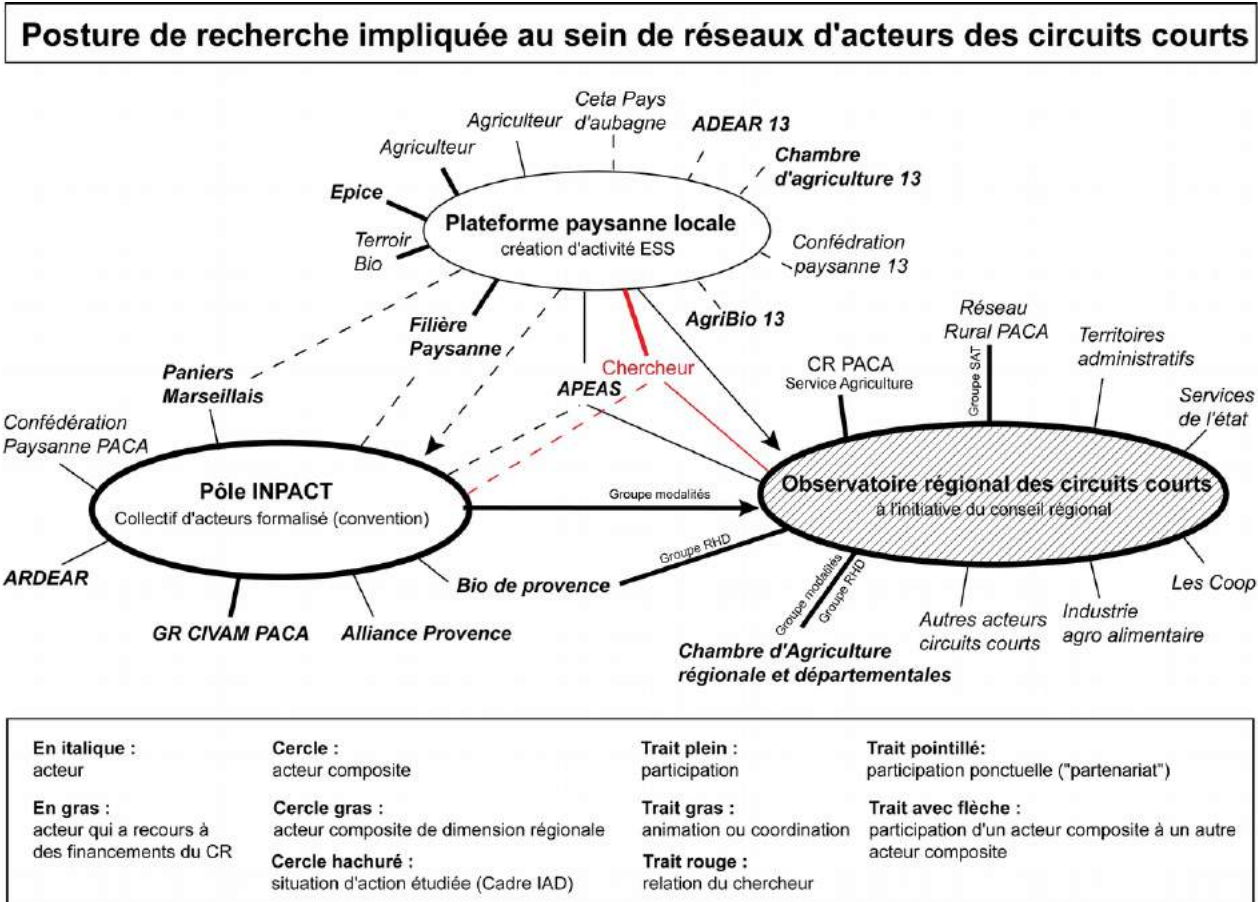 Posture de recherche impliquée au sein de réseaux d'acteurs des circuits courts
Ceta Pays
d'aubagne
Agriculteur
ADEAR 13
Agriculteur
Chambre
d'agriculture 13
Epice
Plateforme paysanne locale
création d'activité ESS
Terroir
Bio
Confédration
paysanne 13
Filière
Paysanne
AgriBio 13
Réseau
Rural PACA
Groupe SAT
Territoires
administratifs
Chercheur
CR PACA
Service Agriculture
Paniers
Marseillais
APEAS
Services
de l'état
Confédération
Paysanne PACA
Pôle INPACT
Collectif d'acteurs formalisé (convention)
Groupe modalités
Observatoire régional des circuits courts
à l'initiative du conseil régional
Groupe RHD
ARDEAR
Bio de provence
Groupe modalités
Groupe RHD
Les Coop
GR CIVAM PACA
Alliance Provence
Autres acteurs
circuits courts
Industrie
agro alimentaire
Chambre d'Agriculture
régionale et départementales
En italique :
acteur
En gras :
acteur qui a recours à
des financements du CR
Cercle :
acteur composite
Cercle gras :
acteur composite de dimension régionale
Cercle hachuré :
situation d'action étudiée (Cadre IAD)
Trait plein :
participation
Trait gras :
animation ou coordination
Trait rouge :
relation du chercheur
Trait pointillé:
participation ponctuelle ("partenariat")
Trait avec flèche :
participation d'un acteur composite à un autre
acteur composite